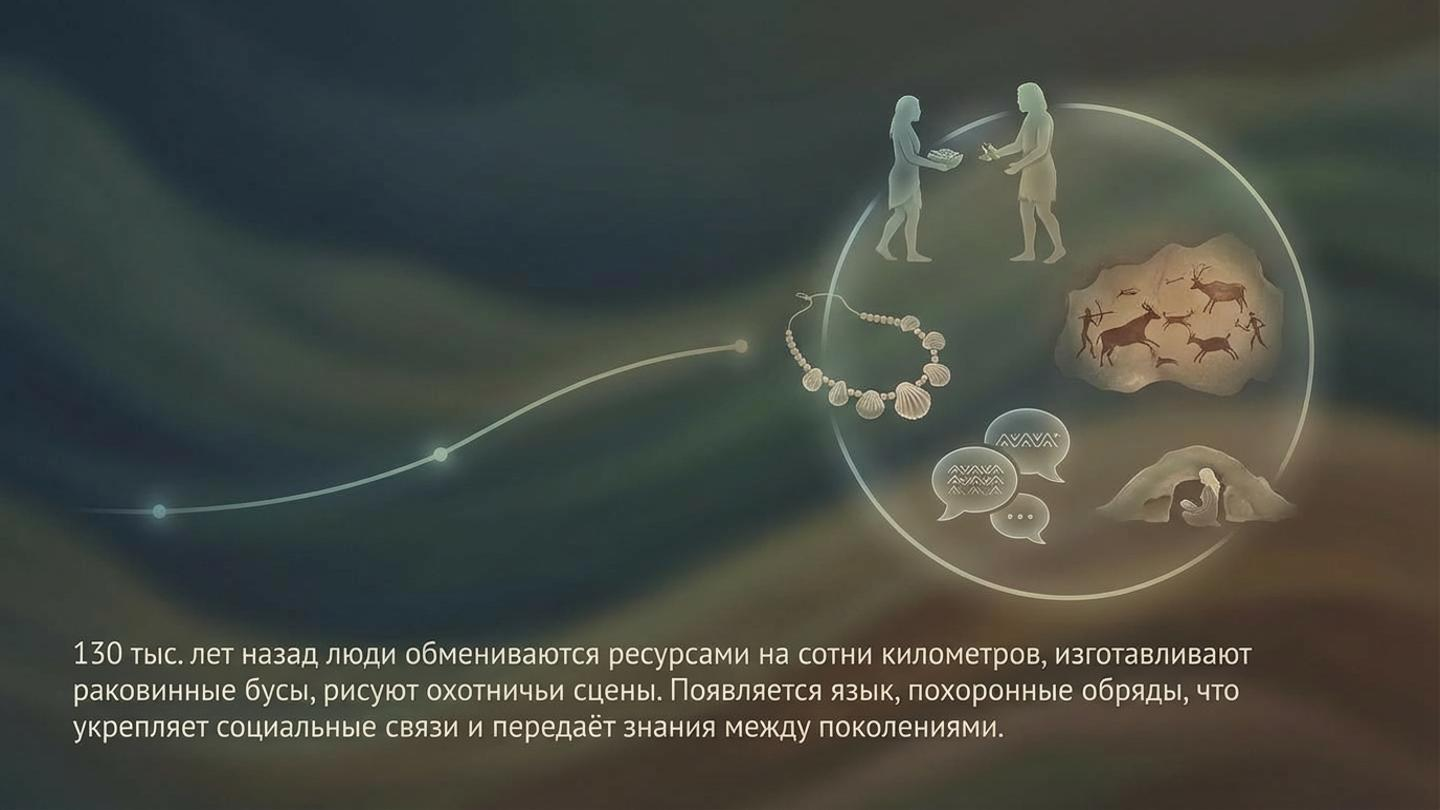 130 тыс. лет назад люди обмениваются ресурсами на сотни километров, изготавливают
раковинные бусы, рисуют охотничьи сцены. Появляется язык, похоронные обряды, что
укрепляет социальные связи и передаёт знания между поколениями.